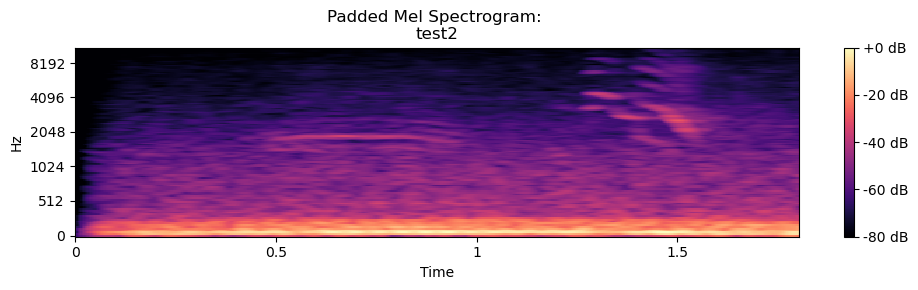 Padded Mel Spectrogram:
test2
8192
4096
2048
1024
512
0
Hz
0
0.5
1
1.5
Time
+0 dB
-20 dB
-40 dB
-60 dB
-80 dB